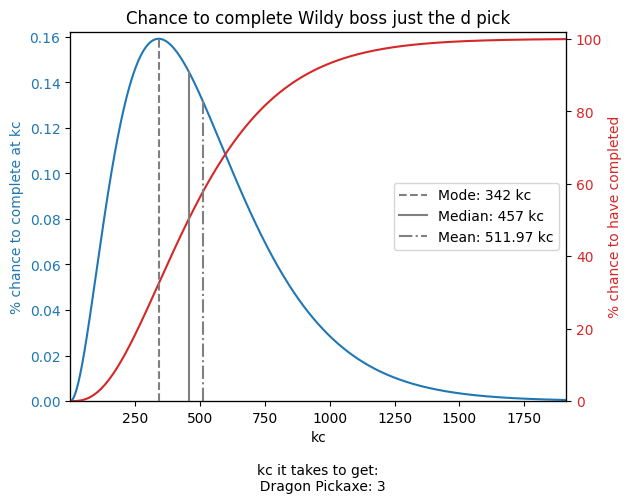 Chance to complete Wildy boss just the d pick
% chance to complete at kc
0.16
0.14
0.12
0.10
0.08
0.06
0.04
0.02
0.00
100
80
60
40
20
0
% chance to have completed
Mode: 342 kc
Median: 457 kc
Mean: 511.97 kc
250 500 750 1000 1250 1500 1750
kc
kc it takes to get:
Dragon Pickaxe: 3